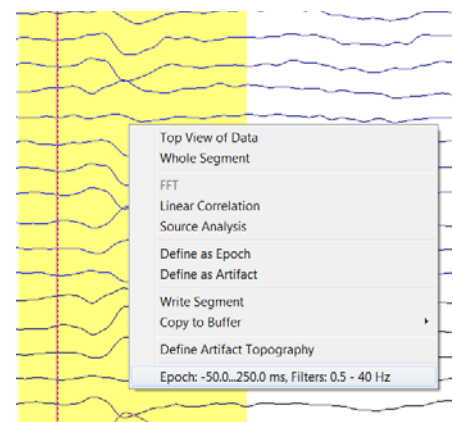 Top View of Data
Whole Segment
FFT
Linear Correlation
Source Analysis
Define as Epoch
Define as Artifact
Write Segment
Copy to Buffer
Define Artifact Topography
Epoch: -50.0...250.0 ms, Filters: 0.5 - 40 Hz